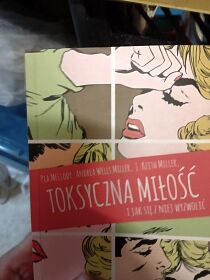 PIA MELLODY, ANDREA WELLS MILLER, J. KEITH MILLER
TOKSYCZNA MIŁOŚĆ
I JAK SIĘ Z NIEJ WYZWOLIĆ